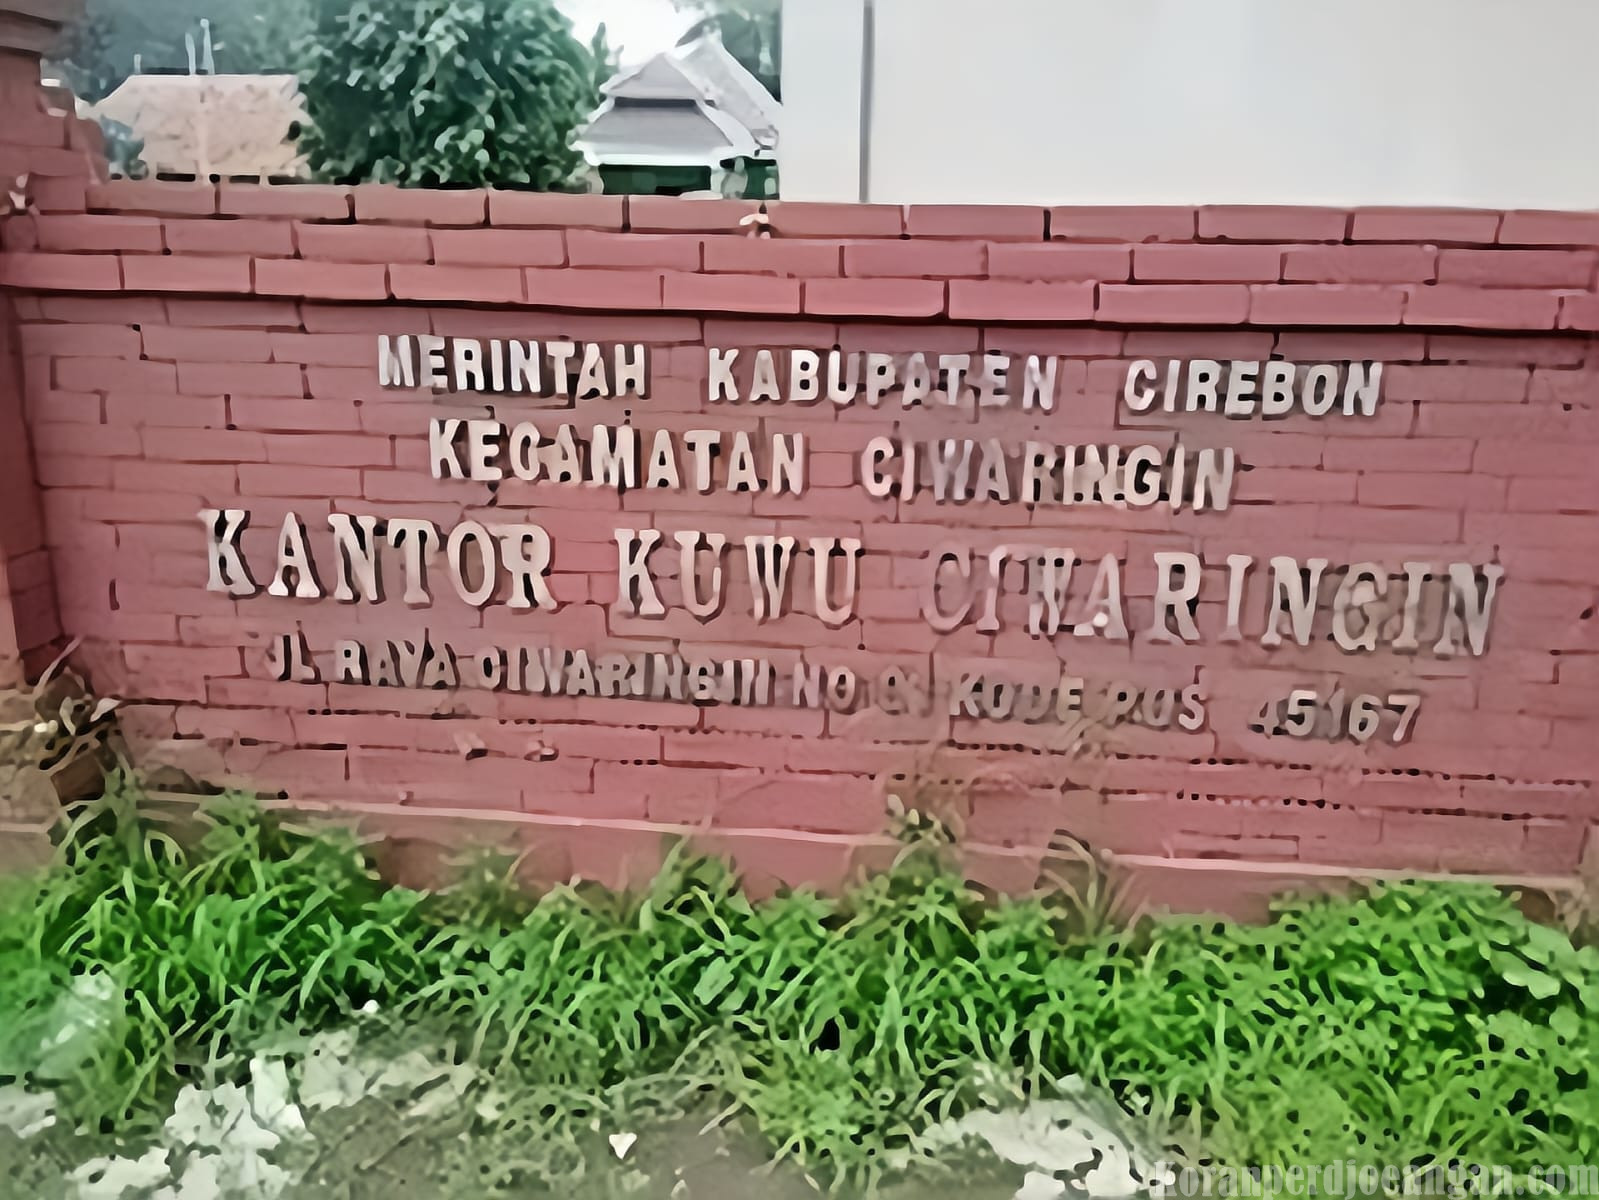 MERINTAH KABUPATEN CIREBON
KECAMATAN CIWARINGIN
KANTOR KUWU CIWARINGIN
JL RAYA CIWARINGIN NO KODE POS 45167
Koranperdjoeangan.com